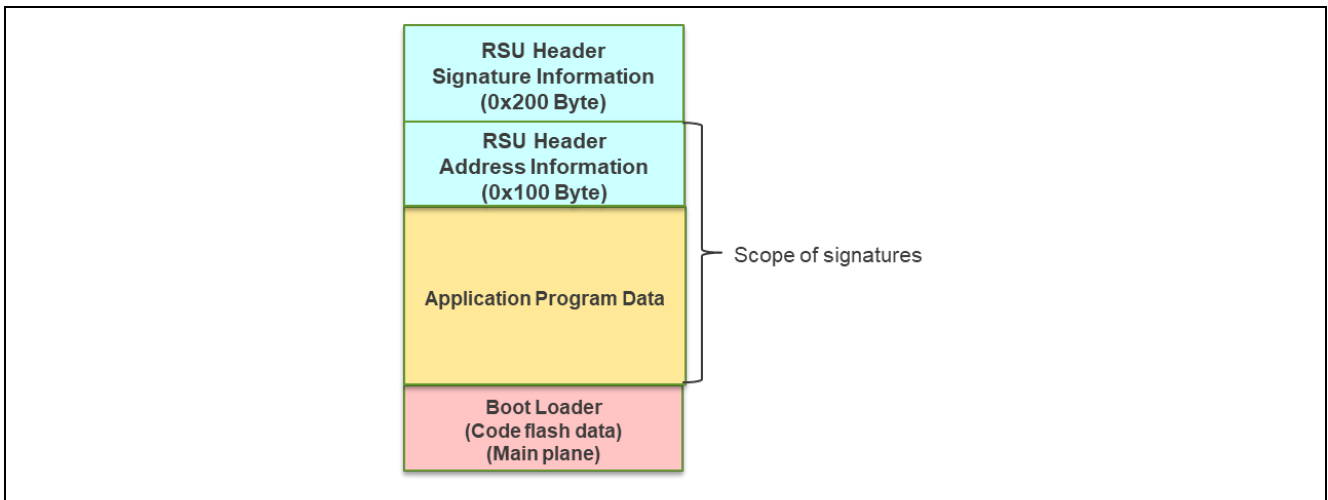 RSU Header
Signature Information
(0x200 Byte)
RSU Header
Address Information
(0x100 Byte)
Scope of signatures
Application Program Data
Boot Loader
(Code flash data)
(Main plane)